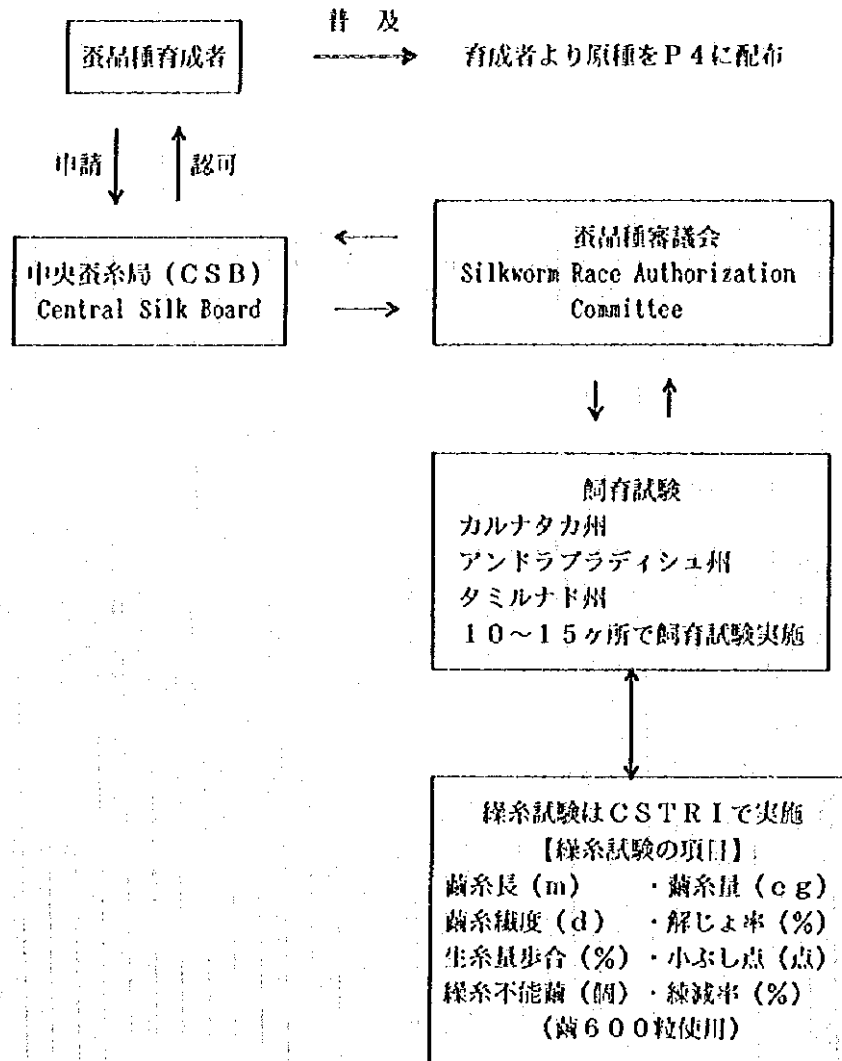 普 及
蚕品種育成者
育成者より原種をP4に配布
申請
認可
中央蚕糸局(CSB)
Central Silk Board
蚕品種審議会
Silkworm Race Authorization
Committee
飼育試験
カルナタカ州
アンドラプラディシュ州
タミルナド州
10~15ヶ所で飼育試験実施
繰糸試験はCSTRIで実施
【繰糸試験の項目】
繭糸長(m) ・繭糸量(cg)
繭糸繊度(d) ・解じょ率(%)
生糸量歩合(%)・小ぶし点(点)
繰糸不能繭(個)・練減率(%)
(繭600粒使用)